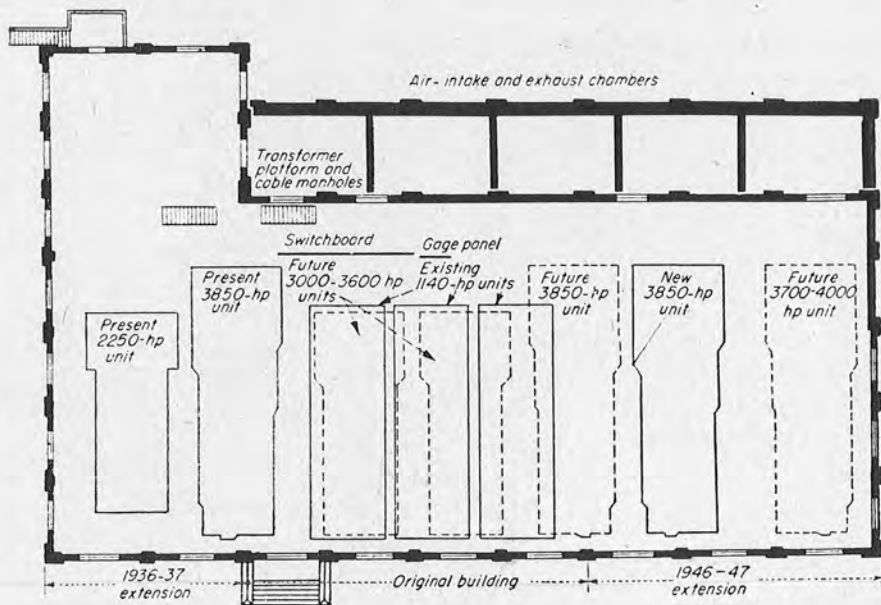 Air-intake and exhaust chambers
Transformer
platform and
cable manholes
Switchboard
Gage panel
Present
2250-hp
unit
Present
3850-hp
unit
Future
3000-3600 hp
units
Existing
1140-hp units
Future
3850-hp
unit
New
3850-hp
unit
Future
3700-4000
hp unit
1936-37
extension
Original building
1946-47
extension